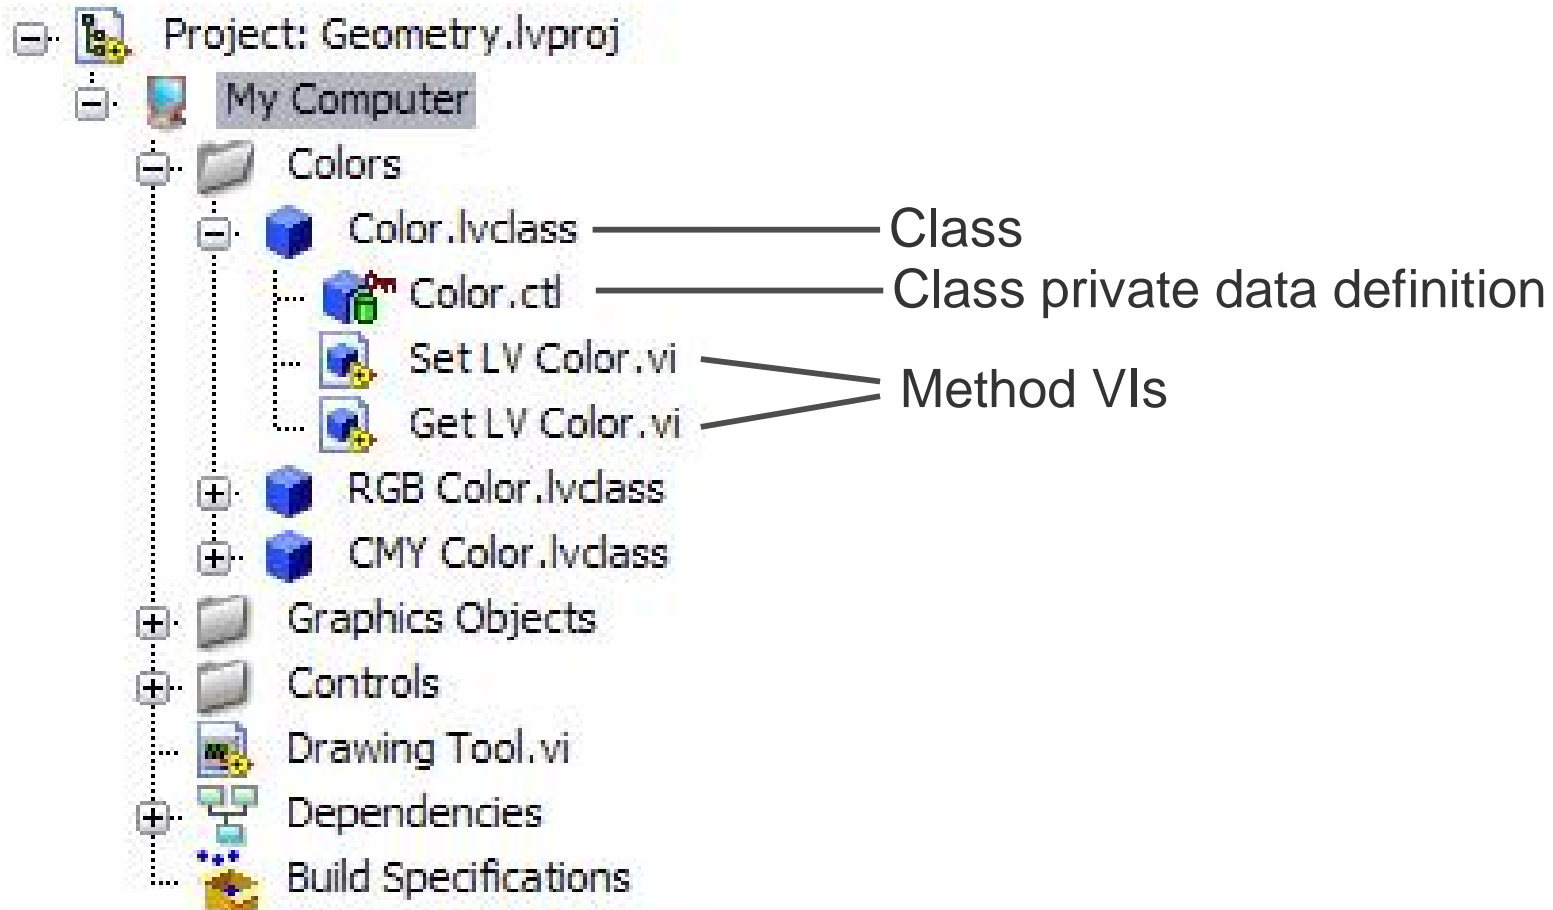 Project: Geometry.lvproj
My Computer
Colors
Color.lvclass
Class
Color.ctl
Class private data definition
Set LV Color.vi
Method VIs
Get LV Color.vi
RGB Color.lvclass
CMY Color.lvclass
Graphics Objects
Controls
Drawing Tool.vi
Dependencies
Build Specifications